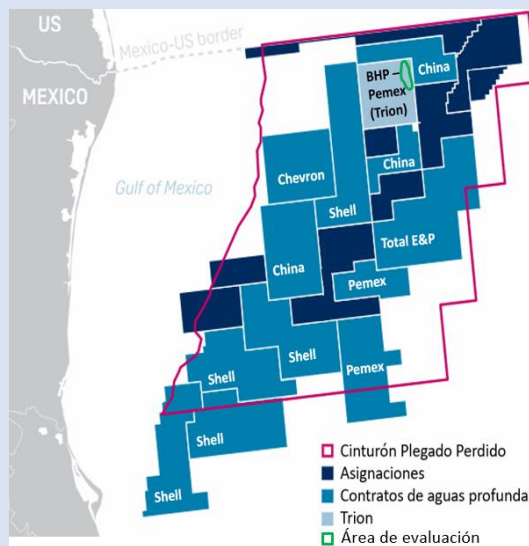 US
Mexico-US border
MEXICO
Gulf of Mexico
BHP –
Pemex
(Trion)
China
China
Chevron
Shell
Total E&P
China
Pemex
Shell
Shell
Pemex
Shell
Shell
Cinturón Plegado Perdido
Asignaciones
Contratos de aguas profunda
Trion
Área de evaluación